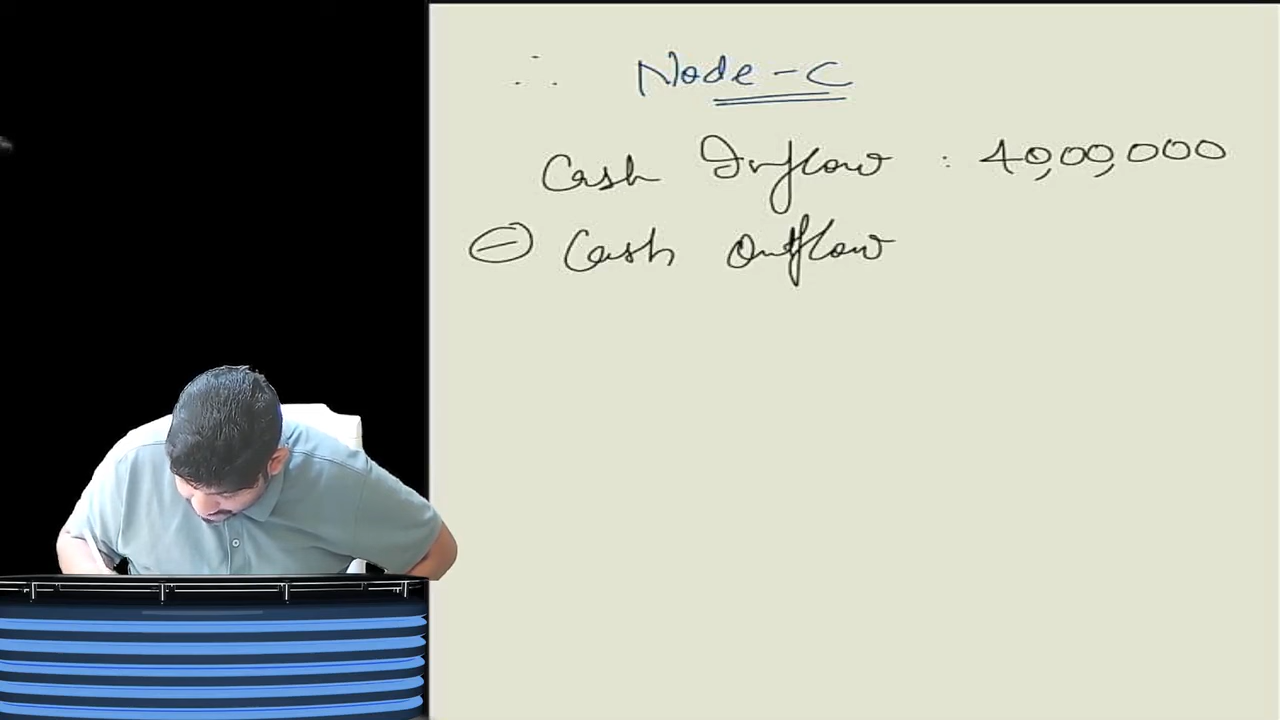 ∴ Node - C
Cash Inflow : 40,00,000
⊖ Cash Outflow